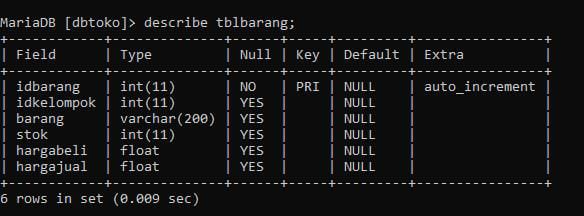 MariaDB [dbtoko]> describe tblbarang;
+------------+--------------+------+-----+---------+----------------+
| Field      | Type         | Null | Key | Default | Extra          |
+------------+--------------+------+-----+---------+----------------+
| idbarang   | int(11)      | NO   | PRI | NULL    | auto_increment |
| idkelompok | int(11)      | YES  |     | NULL    |                |
| barang     | varchar(200) | YES  |     | NULL    |                |
| stok       | int(11)      | YES  |     | NULL    |                |
| hargabeli  | float        | YES  |     | NULL    |                |
| hargajual  | float        | YES  |     | NULL    |                |
+------------+--------------+------+-----+---------+----------------+
6 rows in set (0.009 sec)